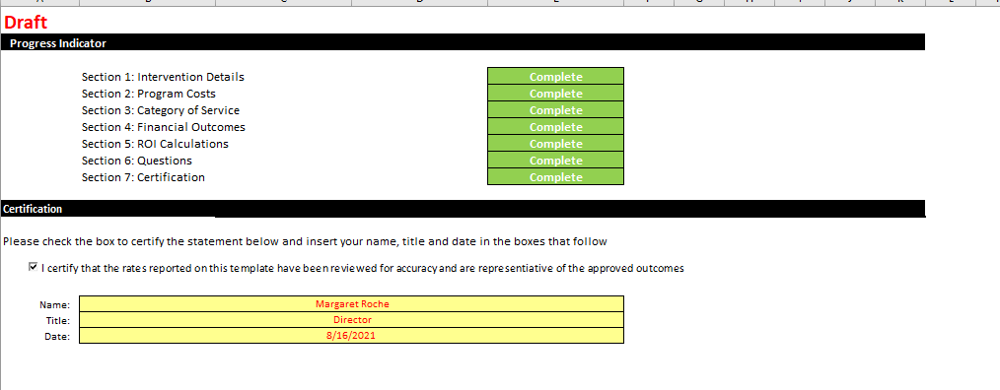 Draft
Progress Indicator
Section 1: Intervention Details Complete
Section 2: Program Costs Complete
Section 3: Category of Service Complete
Section 4: Financial Outcomes Complete
Section 5: ROI Calculations Complete
Section 6: Questions Complete
Section 7: Certification Complete
Certification
Please check the box to certify the statement below and insert your name, title and date in the boxes that follow
I certify that the rates reported on this template have been reviewed for accuracy and are representiative of the approved outcomes
Name: Margaret Roche
Title: Director
Date: 8/16/2021